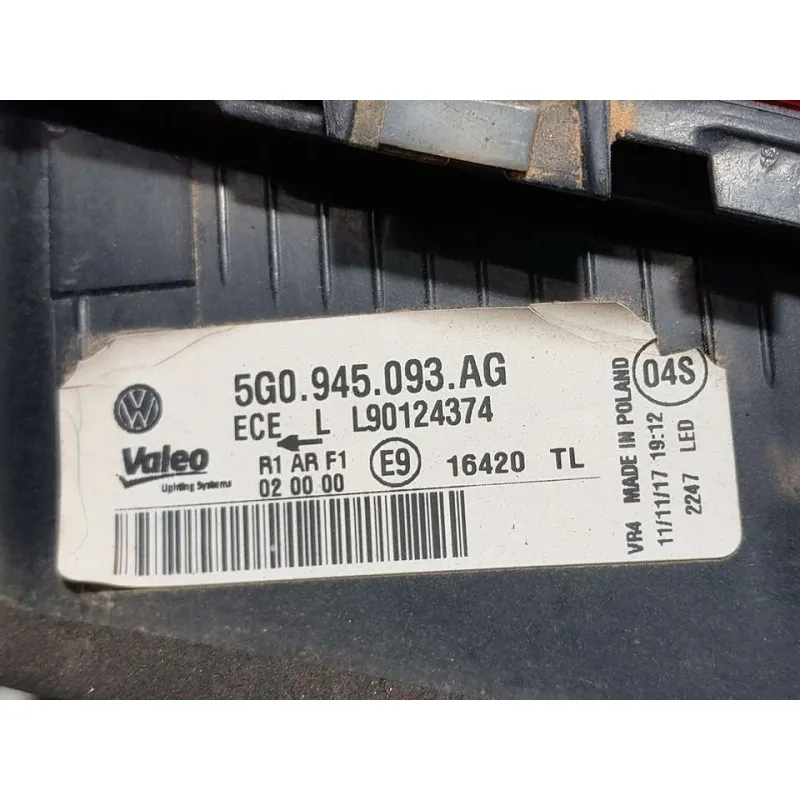 5G0.945.093.AG
ECE L L90124374
Valeo
Lighting Systems
R1 AR F1
02 00 00
E9
16420 TL
04S
VR4 MADE IN POLAND
11/11/17 19:12
2247 LED